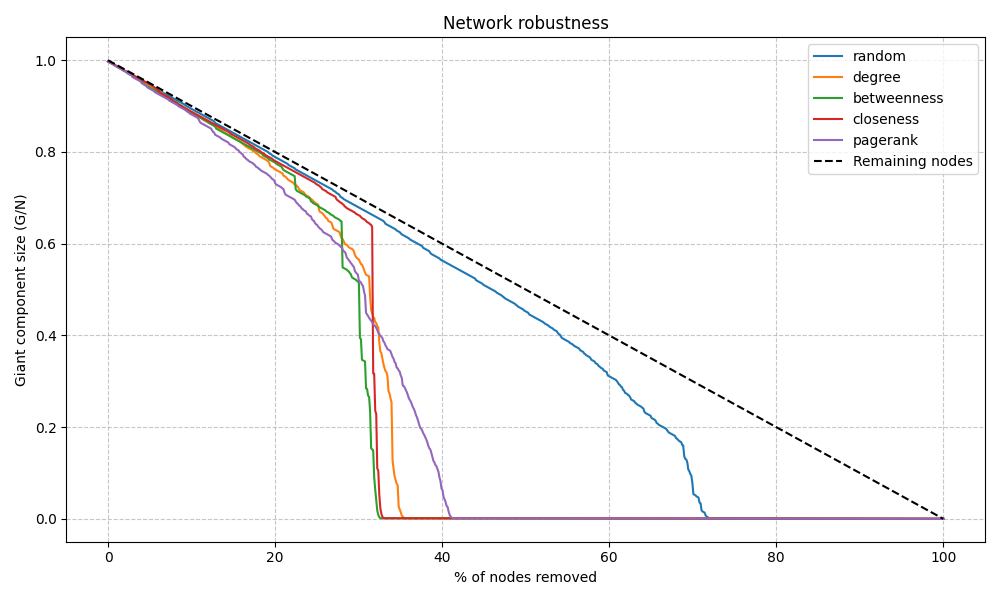 Network robustness
Giant component size (G/N)
1.0
0.8
0.6
0.4
0.2
0.0
random
degree
betweenness
closeness
pagerank
Remaining nodes
0
20
40
60
80
100
% of nodes removed